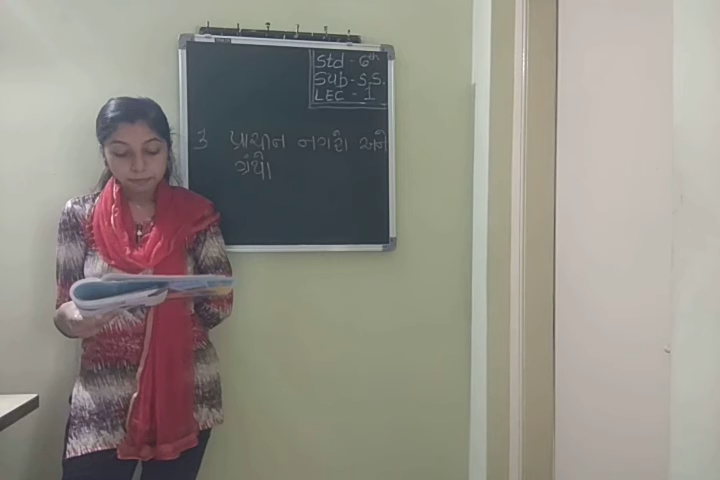 Std - 6th
Sub - S.S.
LEC - 1
3 પ્રાચીન નગરો અને
ગ્રંથો